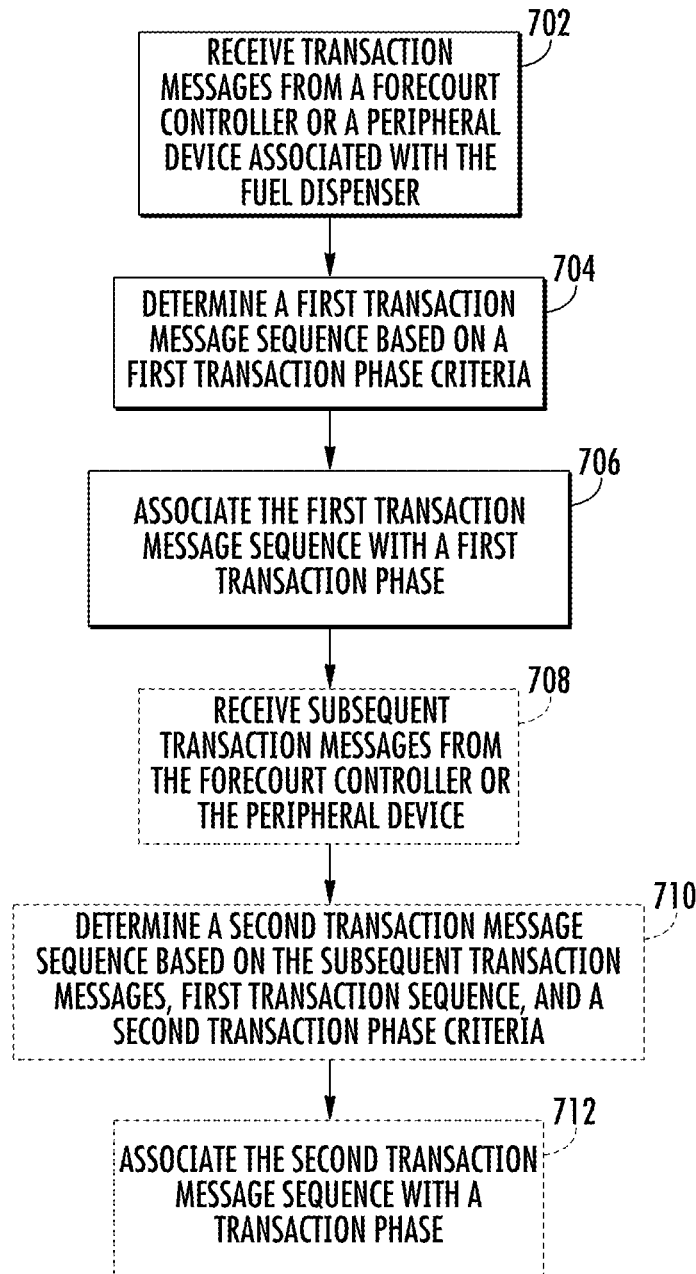 702
RECEIVE TRANSACTION
MESSAGES FROM A FORECOURT
CONTROLLER OR A PERIPHERAL
DEVICE ASSOCIATED WITH THE
FUEL DISPENSER
704
DETERMINE A FIRST TRANSACTION
MESSAGE SEQUENCE BASED ON A
FIRST TRANSACTION PHASE CRITERIA
706
ASSOCIATE THE FIRST TRANSACTION
MESSAGE SEQUENCE WITH A FIRST
TRANSACTION PHASE
708
RECEIVE SUBSEQUENT
TRANSACTION MESSAGES FROM
THE FORECOURT CONTROLLER OR
THE PERIPHERAL DEVICE
710
DETERMINE A SECOND TRANSACTION MESSAGE
SEQUENCE BASED ON THE SUBSEQUENT TRANSACTION
MESSAGES, FIRST TRANSACTION SEQUENCE, AND A
SECOND TRANSACTION PHASE CRITERIA
712
ASSOCIATE THE SECOND TRANSACTION
MESSAGE SEQUENCE WITH A
TRANSACTION PHASE